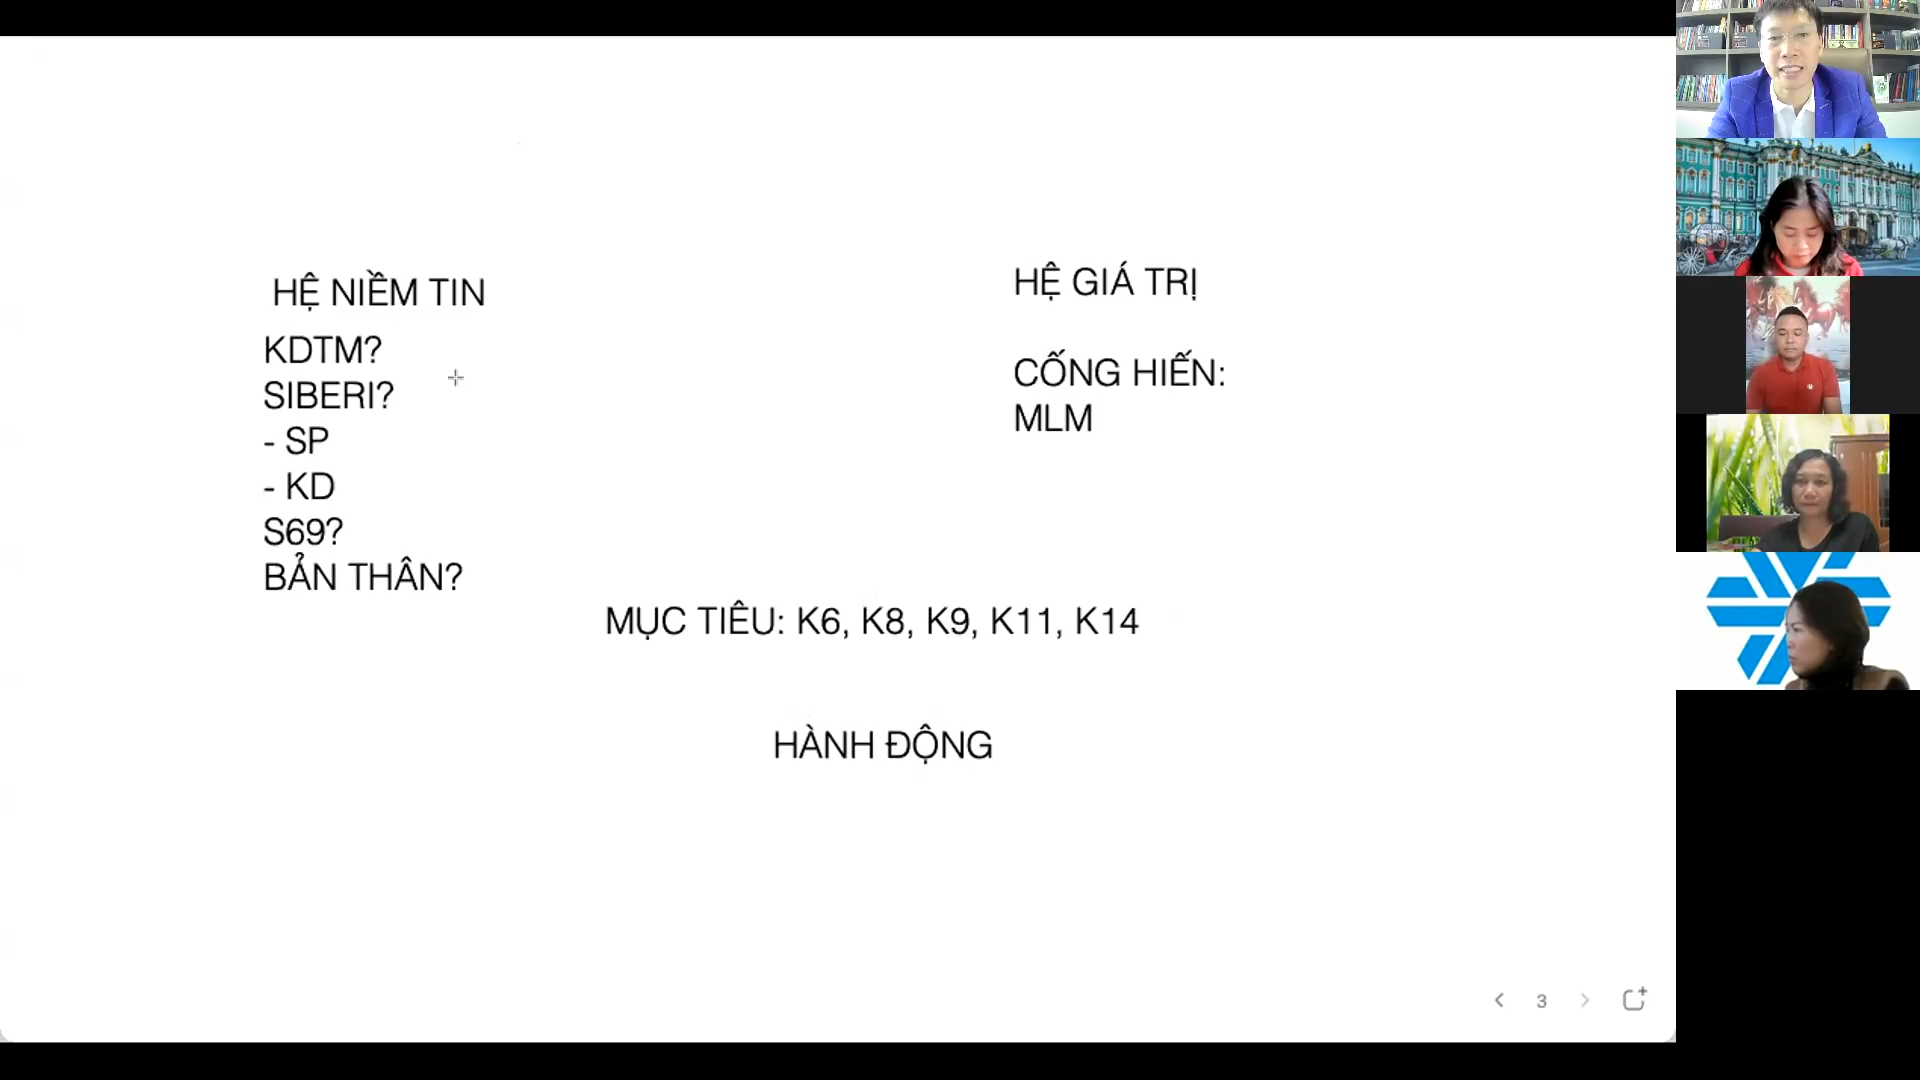 HỆ NIỀM TIN
KDTM?
SIBERI?
- SP
- KD
S69?
BẢN THÂN?
HỆ GIÁ TRỊ
CỐNG HIẾN:
MLM
MỤC TIÊU: K6, K8, K9, K11, K14
HÀNH ĐỘNG
3